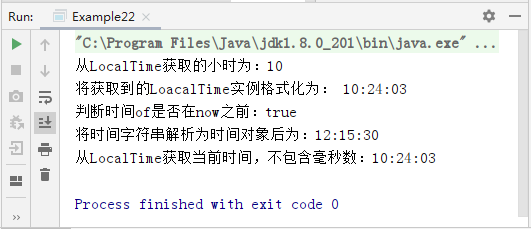 Run: Example22
"C:\Program Files\Java\jdk1.8.0_201\bin\java.exe" ...
从LocalTime获取的小时为：10
将获取到的LoacalTime实例格式化为： 10:24:03
判断时间of是否在now之前：true
将时间字符串解析为时间对象后为：12:15:30
从LocalTime获取当前时间，不包含毫秒数：10:24:03
Process finished with exit code 0